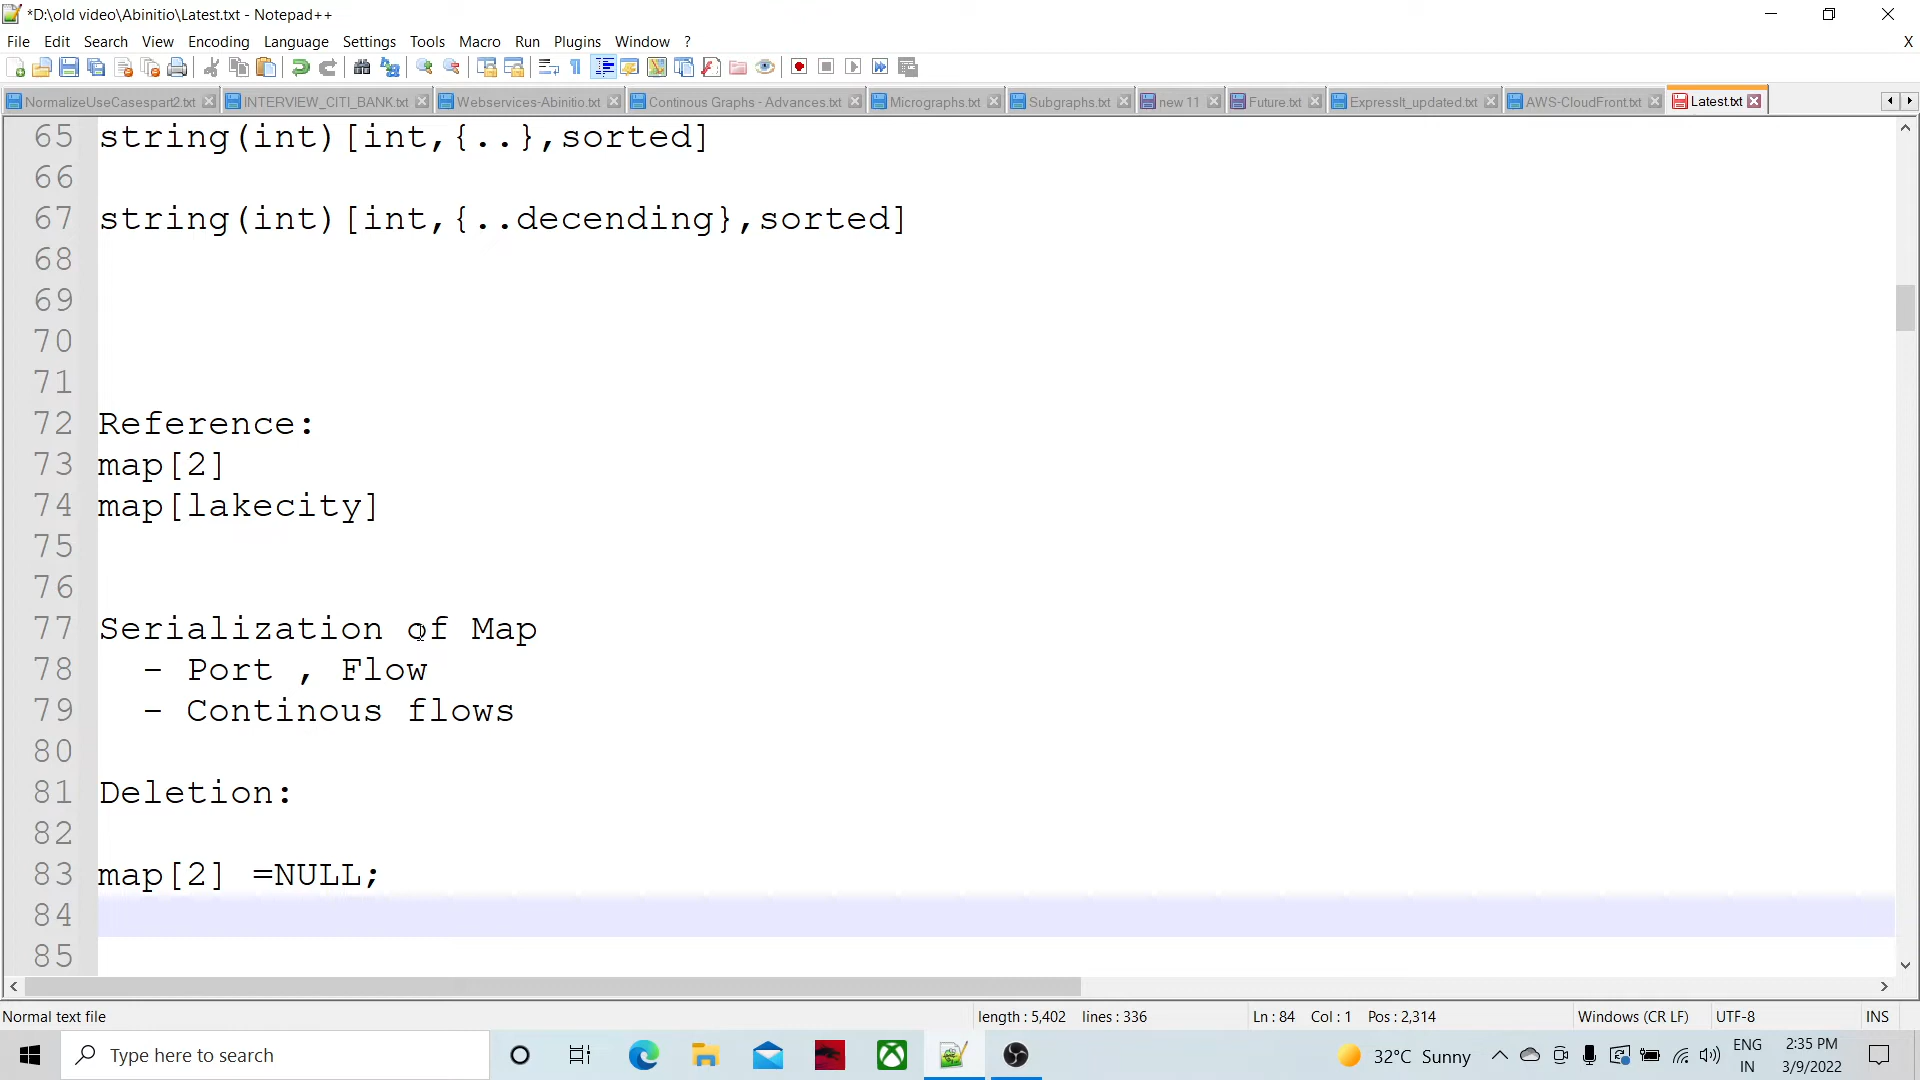 *D:\old video\Abinitio\Latest.txt - Notepad++
File Edit Search View Encoding Language Settings Tools Macro Run Plugins Window ? X
NormalizeUseCasespart2.txt INTERVIEW_CITI_BANK.txt Webservices-Abinitio.txt Continous Graphs - Advances.txt Micrographs.txt Subgraphs.txt new 11 Future.txt ExpressIt_updated.txt AWS-CloudFront.txt Latest.txt
65 string(int)[int,{..},sorted]
66
67 string(int)[int,{..decending},sorted]
68
69
70
71
72 Reference:
73 map[2]
74 map[lakecity]
75
76
77 Serialization of Map
78 - Port , Flow
79 - Continous flows
80
81 Deletion:
82
83 map[2] =NULL;
84
85
Normal text file length : 5,402 lines : 336 Ln : 84 Col : 1 Pos : 2,314 Windows (CR LF) UTF-8 INS
Type here to search 32°C Sunny ENG IN 2:35 PM 3/9/2022